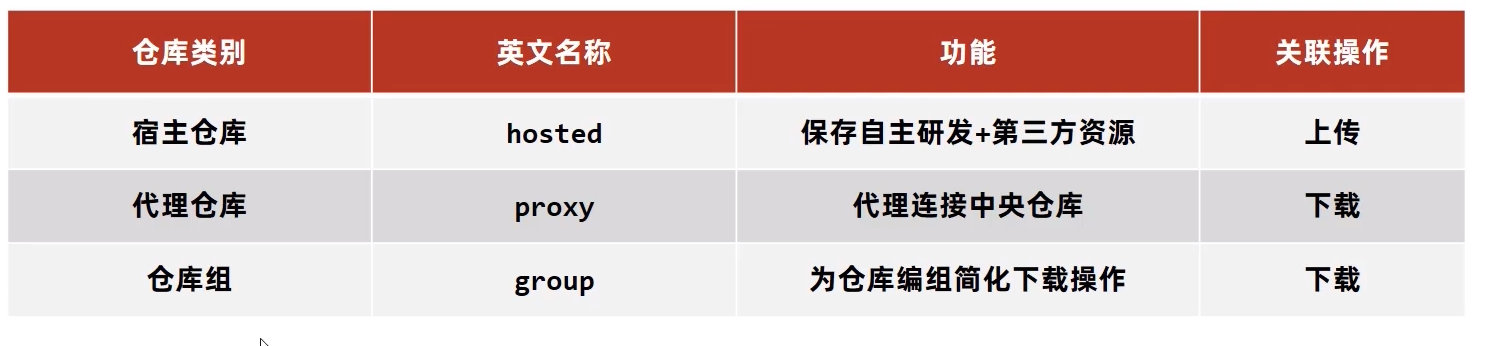 仓库类别 英文名称 功能 关联操作
宿主仓库 hosted 保存自主研发+第三方资源 上传
代理仓库 proxy 代理连接中央仓库 下载
仓库组 group 为仓库编组简化下载操作 下载